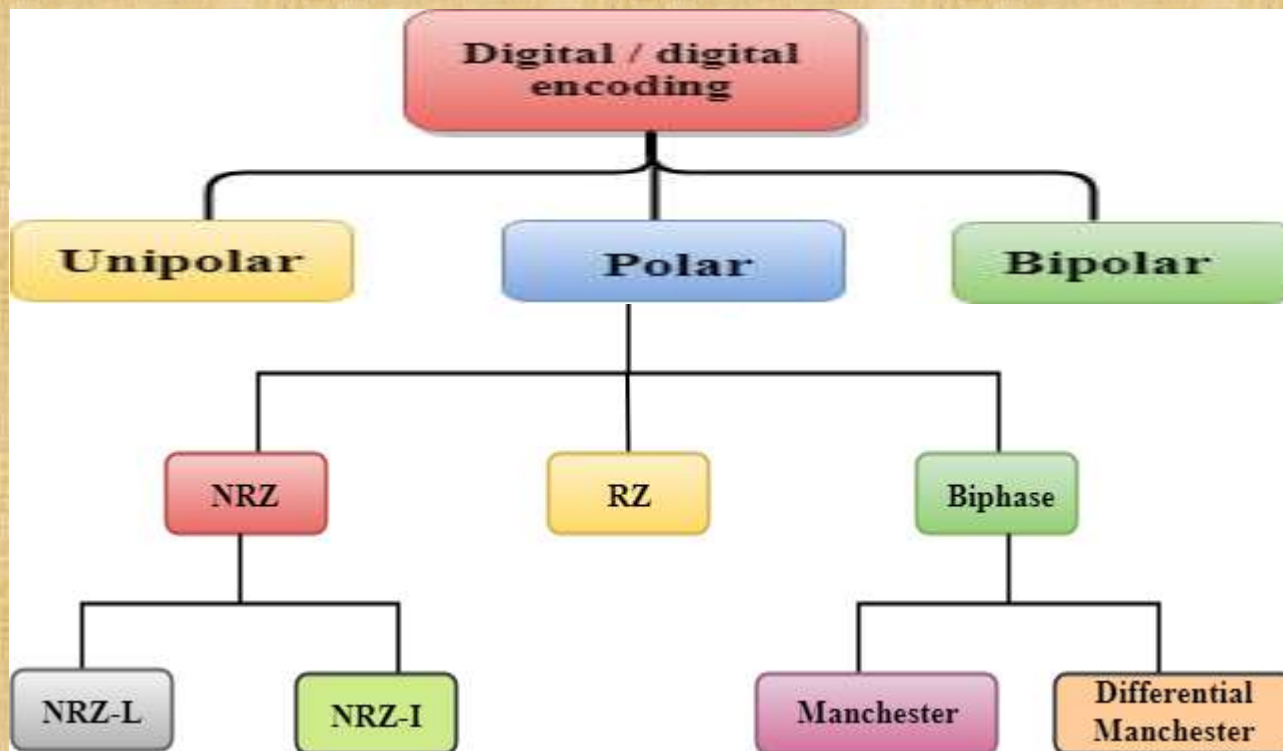 Digital / digital
encoding
Unipolar
Polar
Bipolar
NRZ
RZ
Biphase
NRZ-L
NRZ-I
Manchester
Differential
Manchester